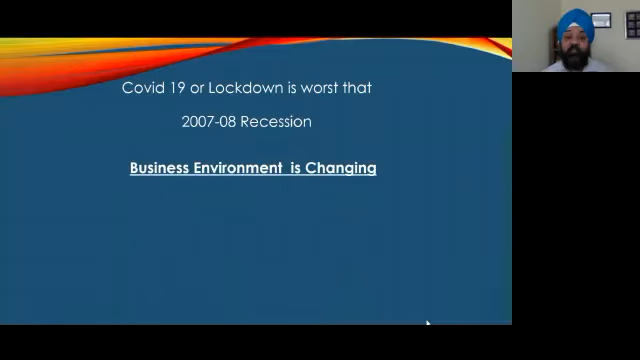 Covid 19 or Lockdown is worst that
2007-08 Recession
Business Environment is Changing